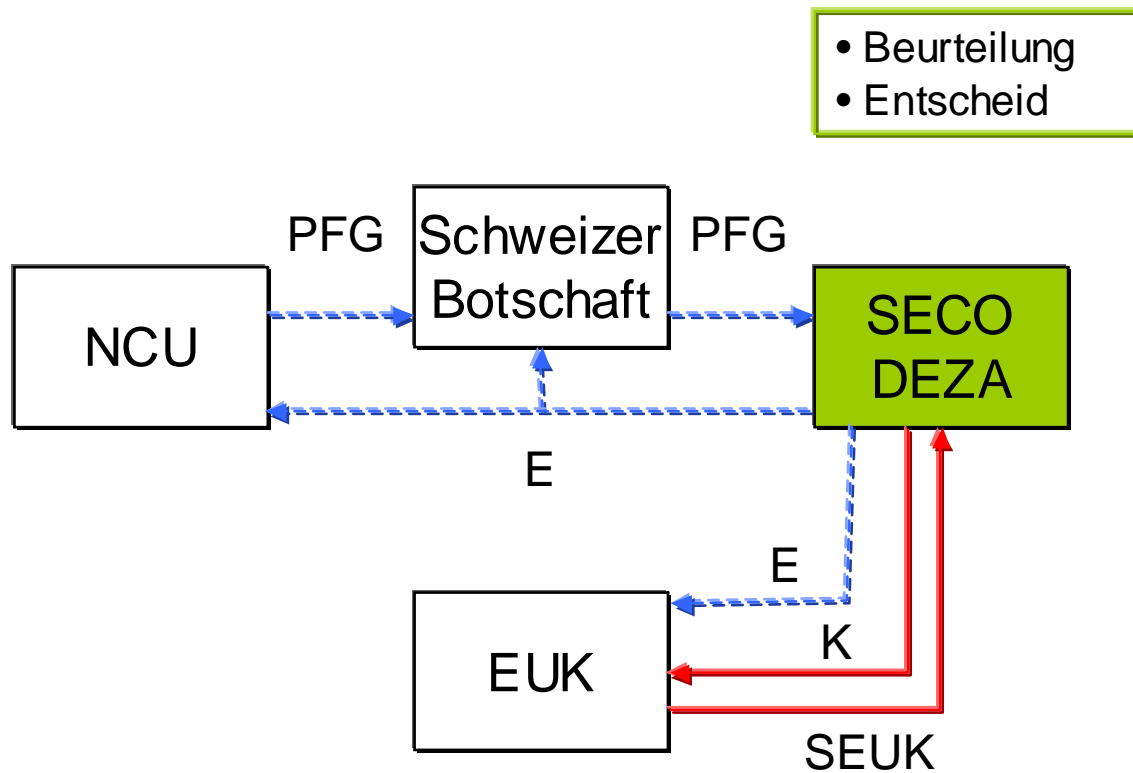 • Beurteilung
• Entscheid
PFG
Schweizer
Botschaft
PFG
NCU
SECO
DEZA
E
E
K
EUK
SEUK